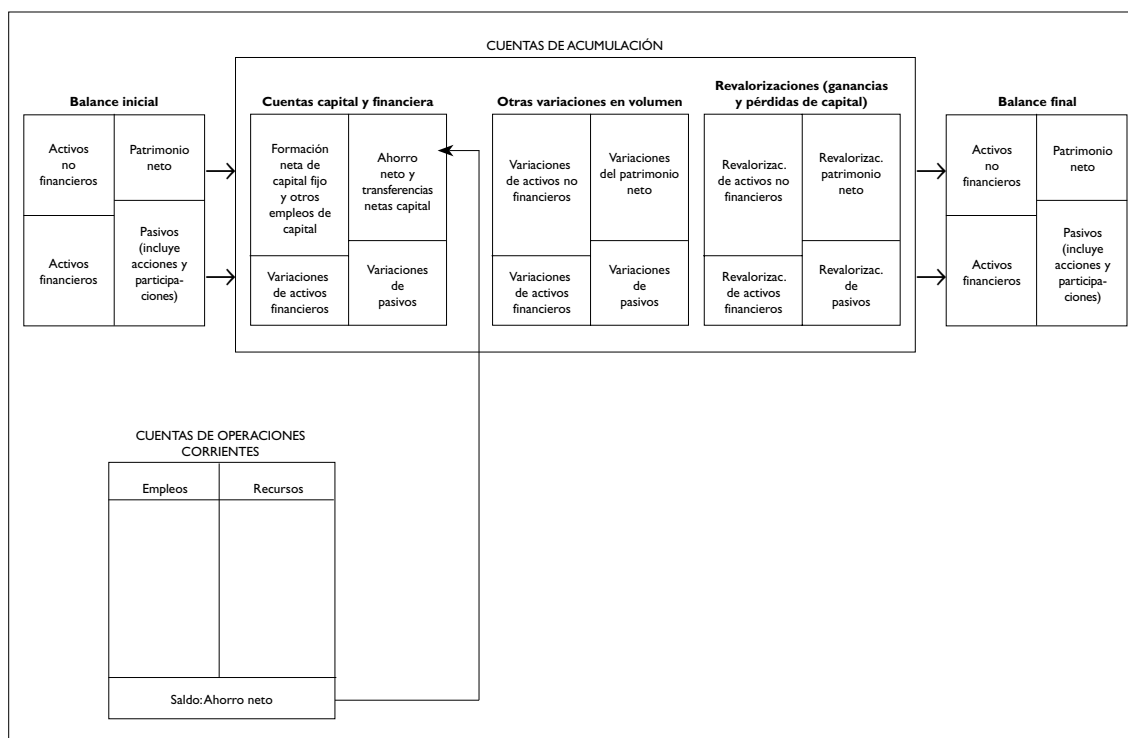 CUENTAS DE ACUMULACIÓN
Balance inicial
Activos
no
financieros
Patrimonio
neto
Activos
financieros
Pasivos
(incluye
acciones y
participa-
ciones)
Cuentas capital y financiera
Formación
neta de
capital fijo
y otros
empleos de
capital
Ahorro
neto y
transferencias
netas capital
Variaciones
de activos
financieros
Variaciones
de
pasivos
Otras variaciones en volumen
Variaciones
de activos no
financieros
Variaciones
del patrimonio
neto
Variaciones
de activos
financieros
Variaciones
de
pasivos
Revalorizaciones (ganancias
y pérdidas de capital)
Revalorizac.
de activos no
financieros
Revalorizac.
patrimonio
neto
Revalorizac.
de activos
financieros
Revalorizac.
de
pasivos
Balance final
Activos
no
financieros
Patrimonio
neto
Activos
financieros
Pasivos
(incluye
acciones y
participa-
ciones)
CUENTAS DE OPERACIONES
CORRIENTES
Empleos
Recursos
Saldo: Ahorro neto